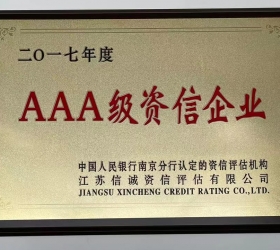 二〇一七年度
AAA级资信企业
中国人民银行南京分行认定的资信评估机构
江苏信诚资信评估有限公司
JIANGSU XINCHENG CREDIT RATING CO.,LTD.